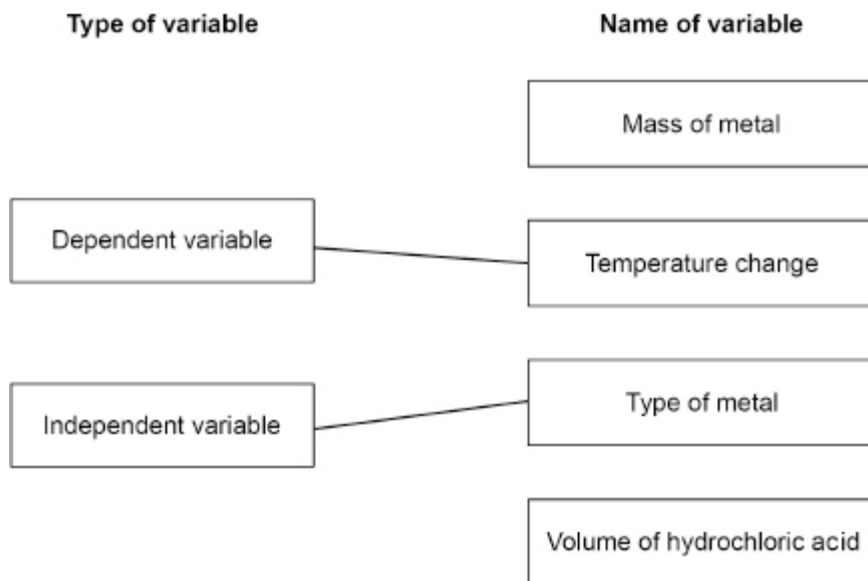 Type of variable
Name of variable
Mass of metal
Dependent variable
Temperature change
Independent variable
Type of metal
Volume of hydrochloric acid